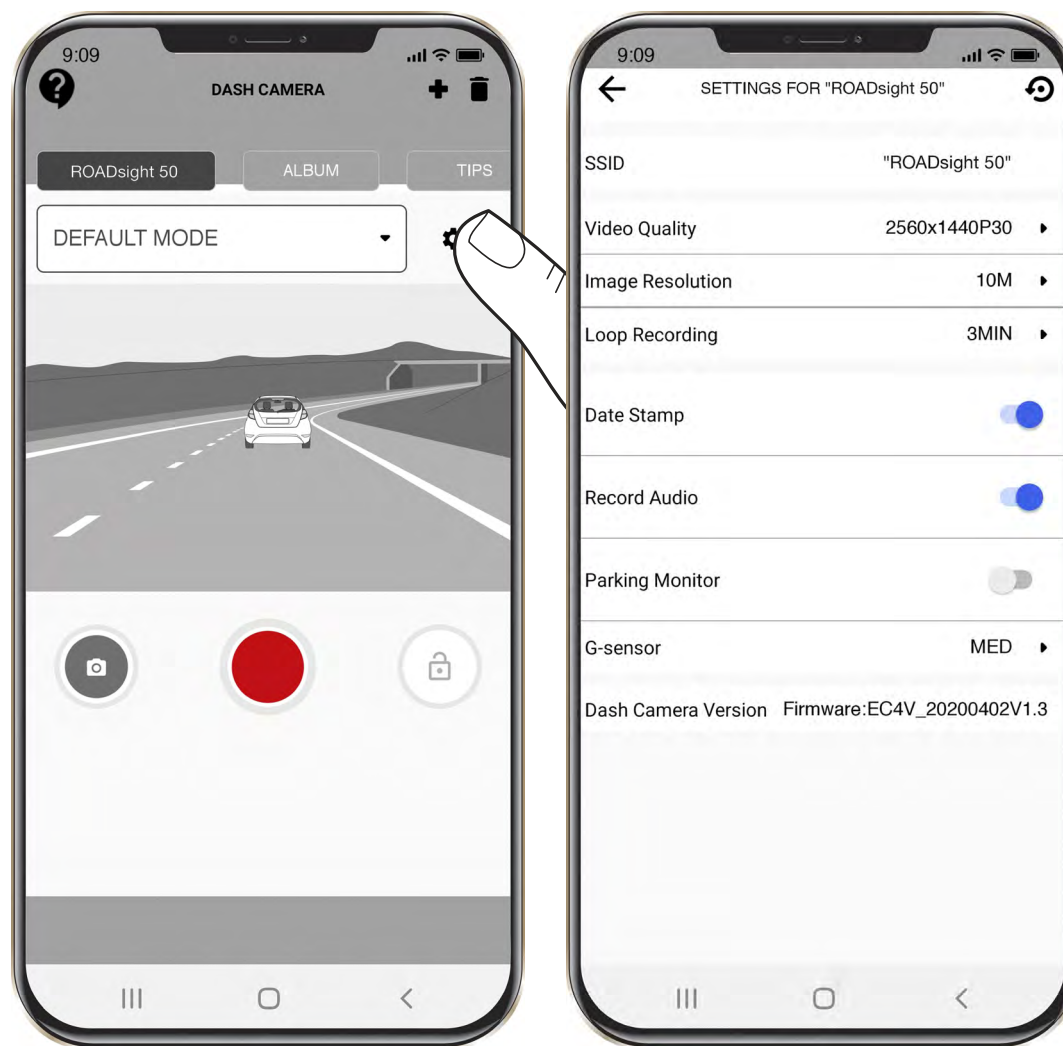 9:09
DASH CAMERA
ROADsight 50
ALBUM
TIPS
DEFAULT MODE
9:09
SETTINGS FOR "ROADsight 50"
SSID "ROADsight 50"
Video Quality 2560x1440P30
Image Resolution 10M
Loop Recording 3MIN
Date Stamp
Record Audio
Parking Monitor
G-sensor MED
Dash Camera Version Firmware:EC4V_20200402V1.3